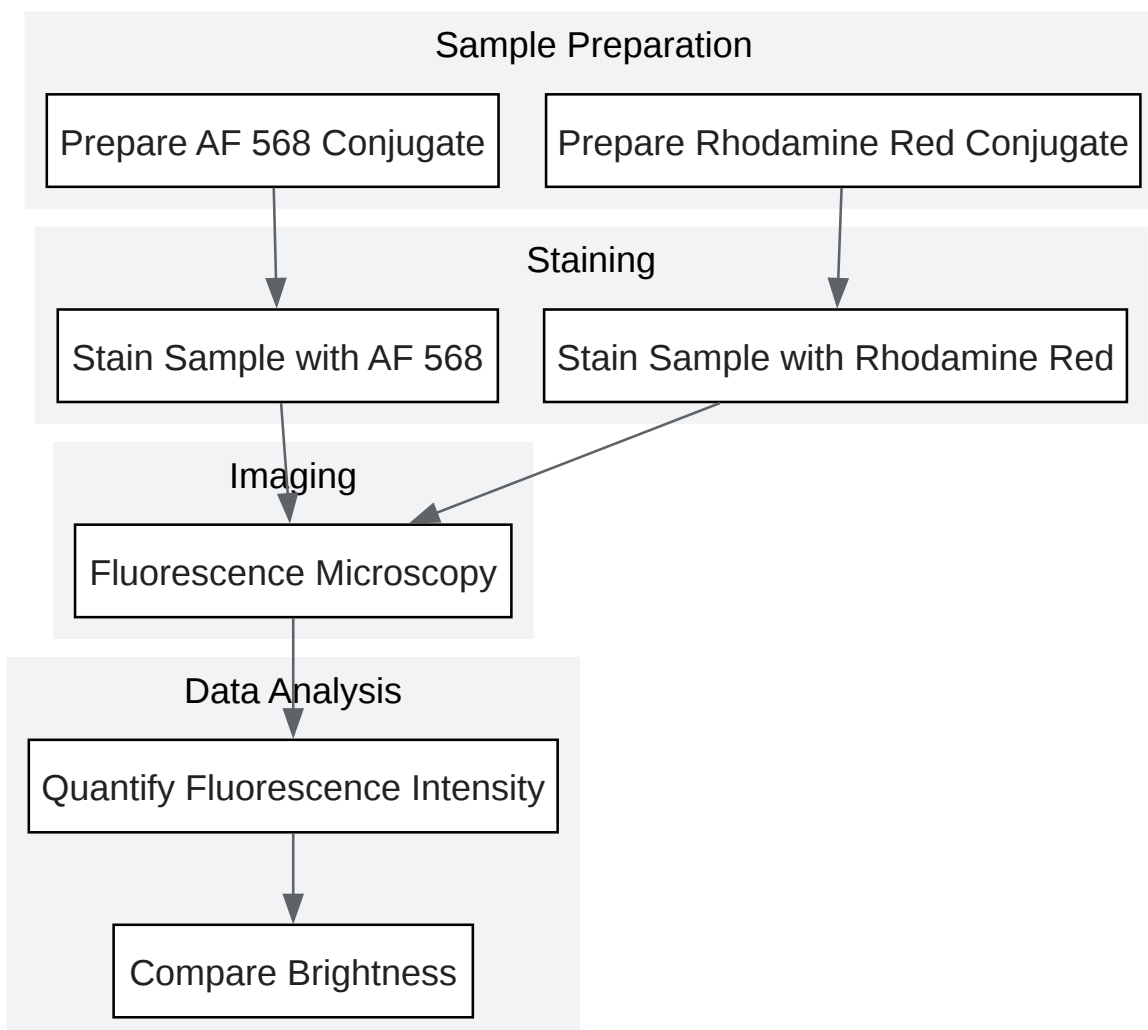 Sample Preparation
Prepare AF 568 Conjugate
Prepare Rhodamine Red Conjugate
Staining
Stain Sample with AF 568
Stain Sample with Rhodamine Red
Imaging
Fluorescence Microscopy
Data Analysis
Quantify Fluorescence Intensity
Compare Brightness